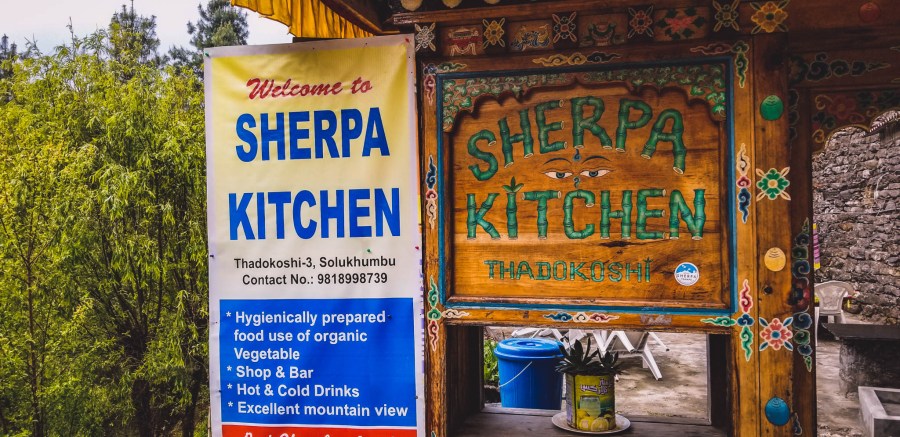 Welcome to
SHERPA
KITCHEN
Thadokoshi-3, Solukhumbu
Contact No.: 9818998739
* Hygienically prepared
food use of organic
Vegetable
* Shop & Bar
* Hot & Cold Drinks
* Excellent mountain view
SHERPA
KITCHEN
THADOKOSHI
SHERPA